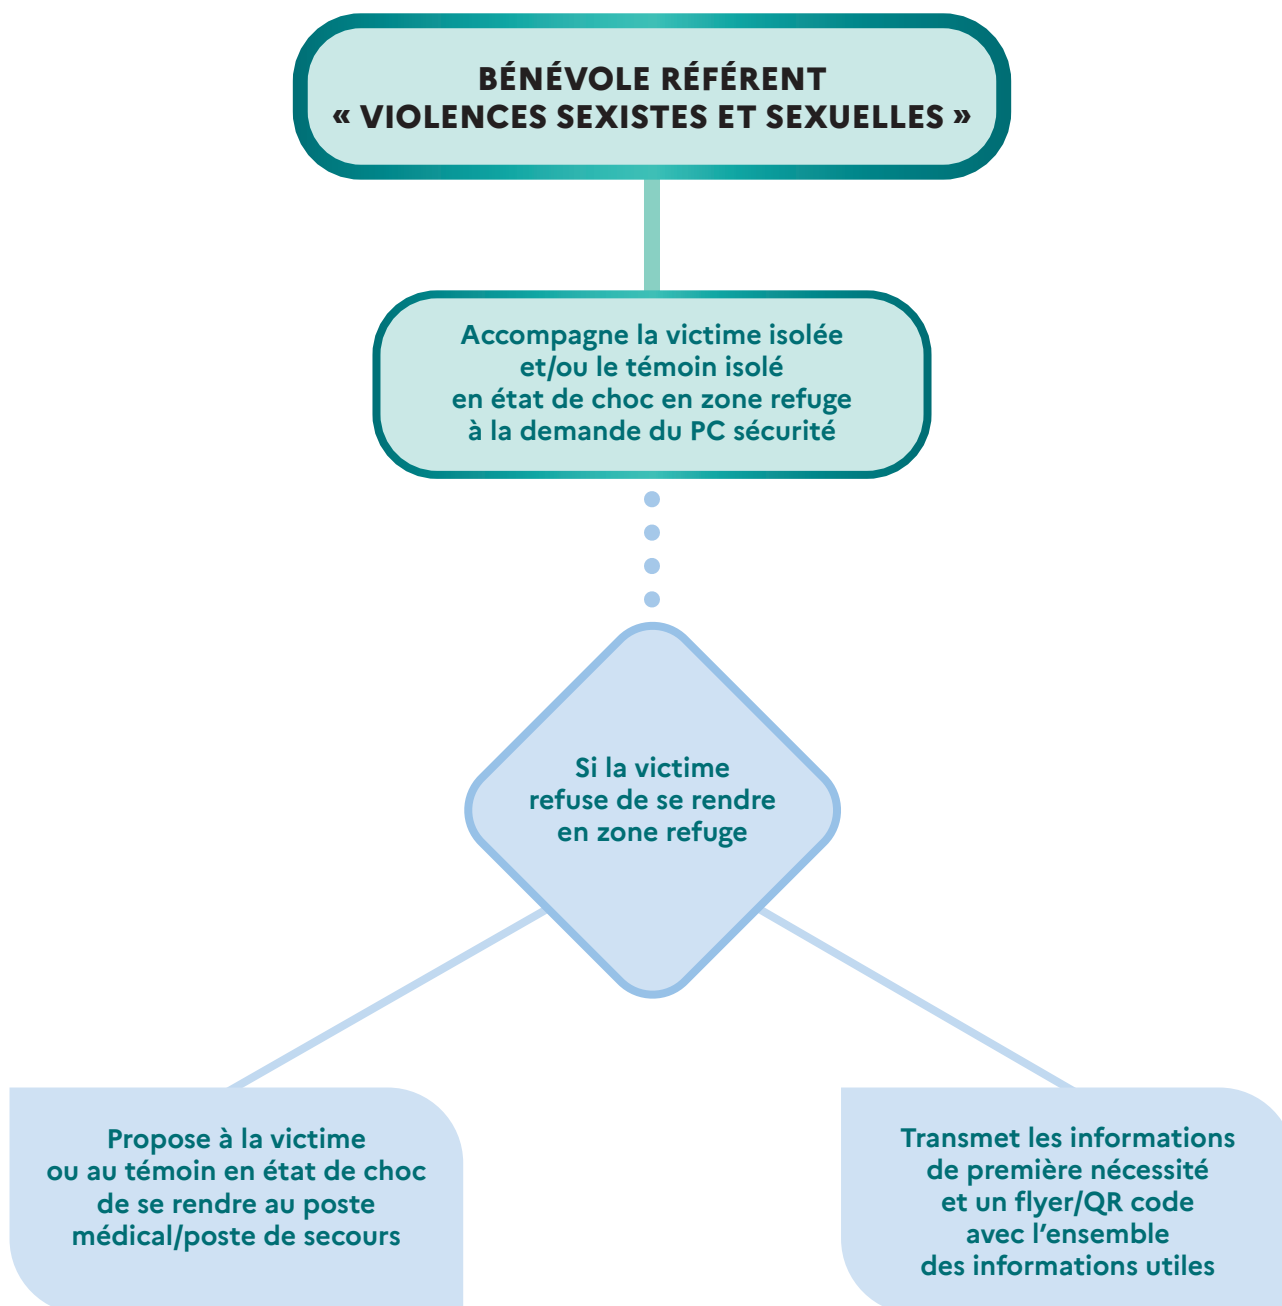 BÉNÉVOLE RÉFÉRENT
« VIOLENCES SEXISTES ET SEXUELLES »
Accompagne la victime isolée
et/ou le témoin isolé
en état de choc en zone refuge
à la demande du PC sécurité
Si la victime
refuse de se rendre
en zone refuge
Propose à la victime
ou au témoin en état de choc
de se rendre au poste
médical/poste de secours
Transmet les informations
de première nécessité
et un flyer/QR code
avec l’ensemble
des informations utiles